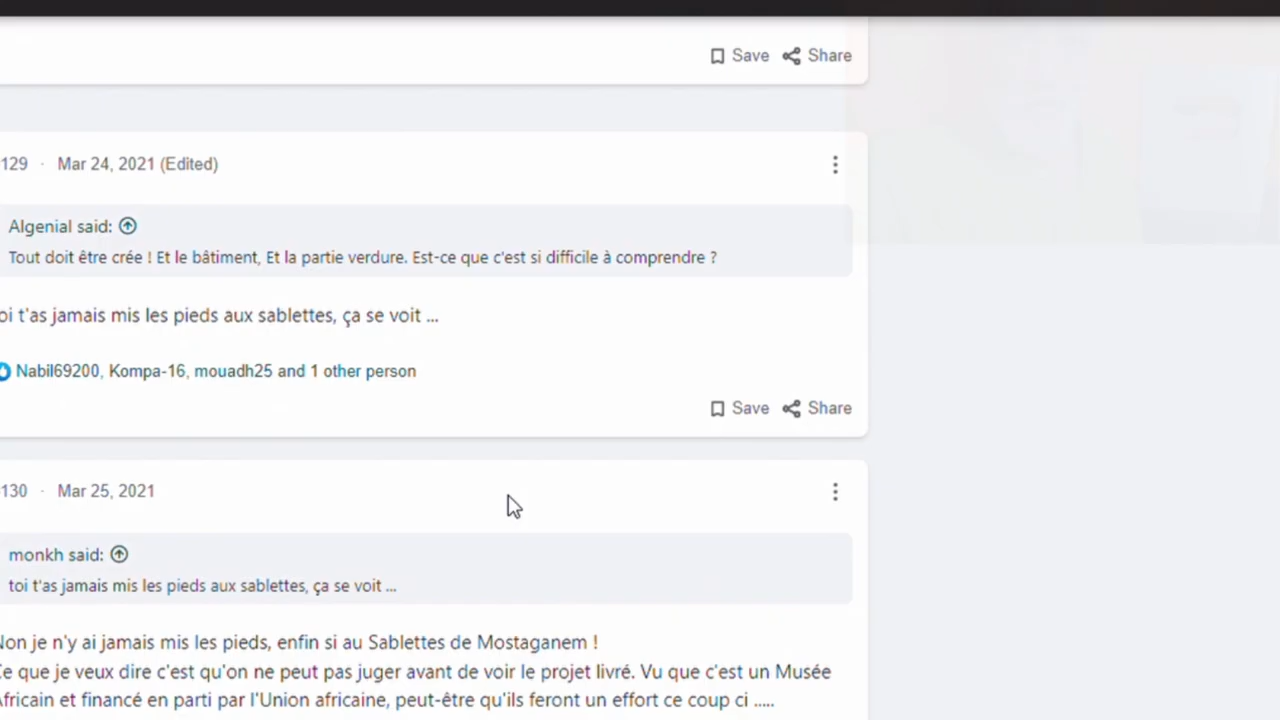 Save Share
129 · Mar 24, 2021 (Edited)
Algenial said:
Tout doit être crée ! Et le bâtiment, Et la partie verdure. Est-ce que c'est si difficile à comprendre ?
oi t'as jamais mis les pieds aux sablettes, ça se voit ...
Nabil69200, Kompa-16, mouadh25 and 1 other person
Save Share
130 · Mar 25, 2021
monkh said:
toi t'as jamais mis les pieds aux sablettes, ça se voit ...
Non je n'y ai jamais mis les pieds, enfin si au Sablettes de Mostaganem !
Ce que je veux dire c'est qu'on ne peut pas juger avant de voir le projet livré. Vu que c'est un Musée
Africain et financé en parti par l'Union africaine, peut-être qu'ils feront un effort ce coup ci .....